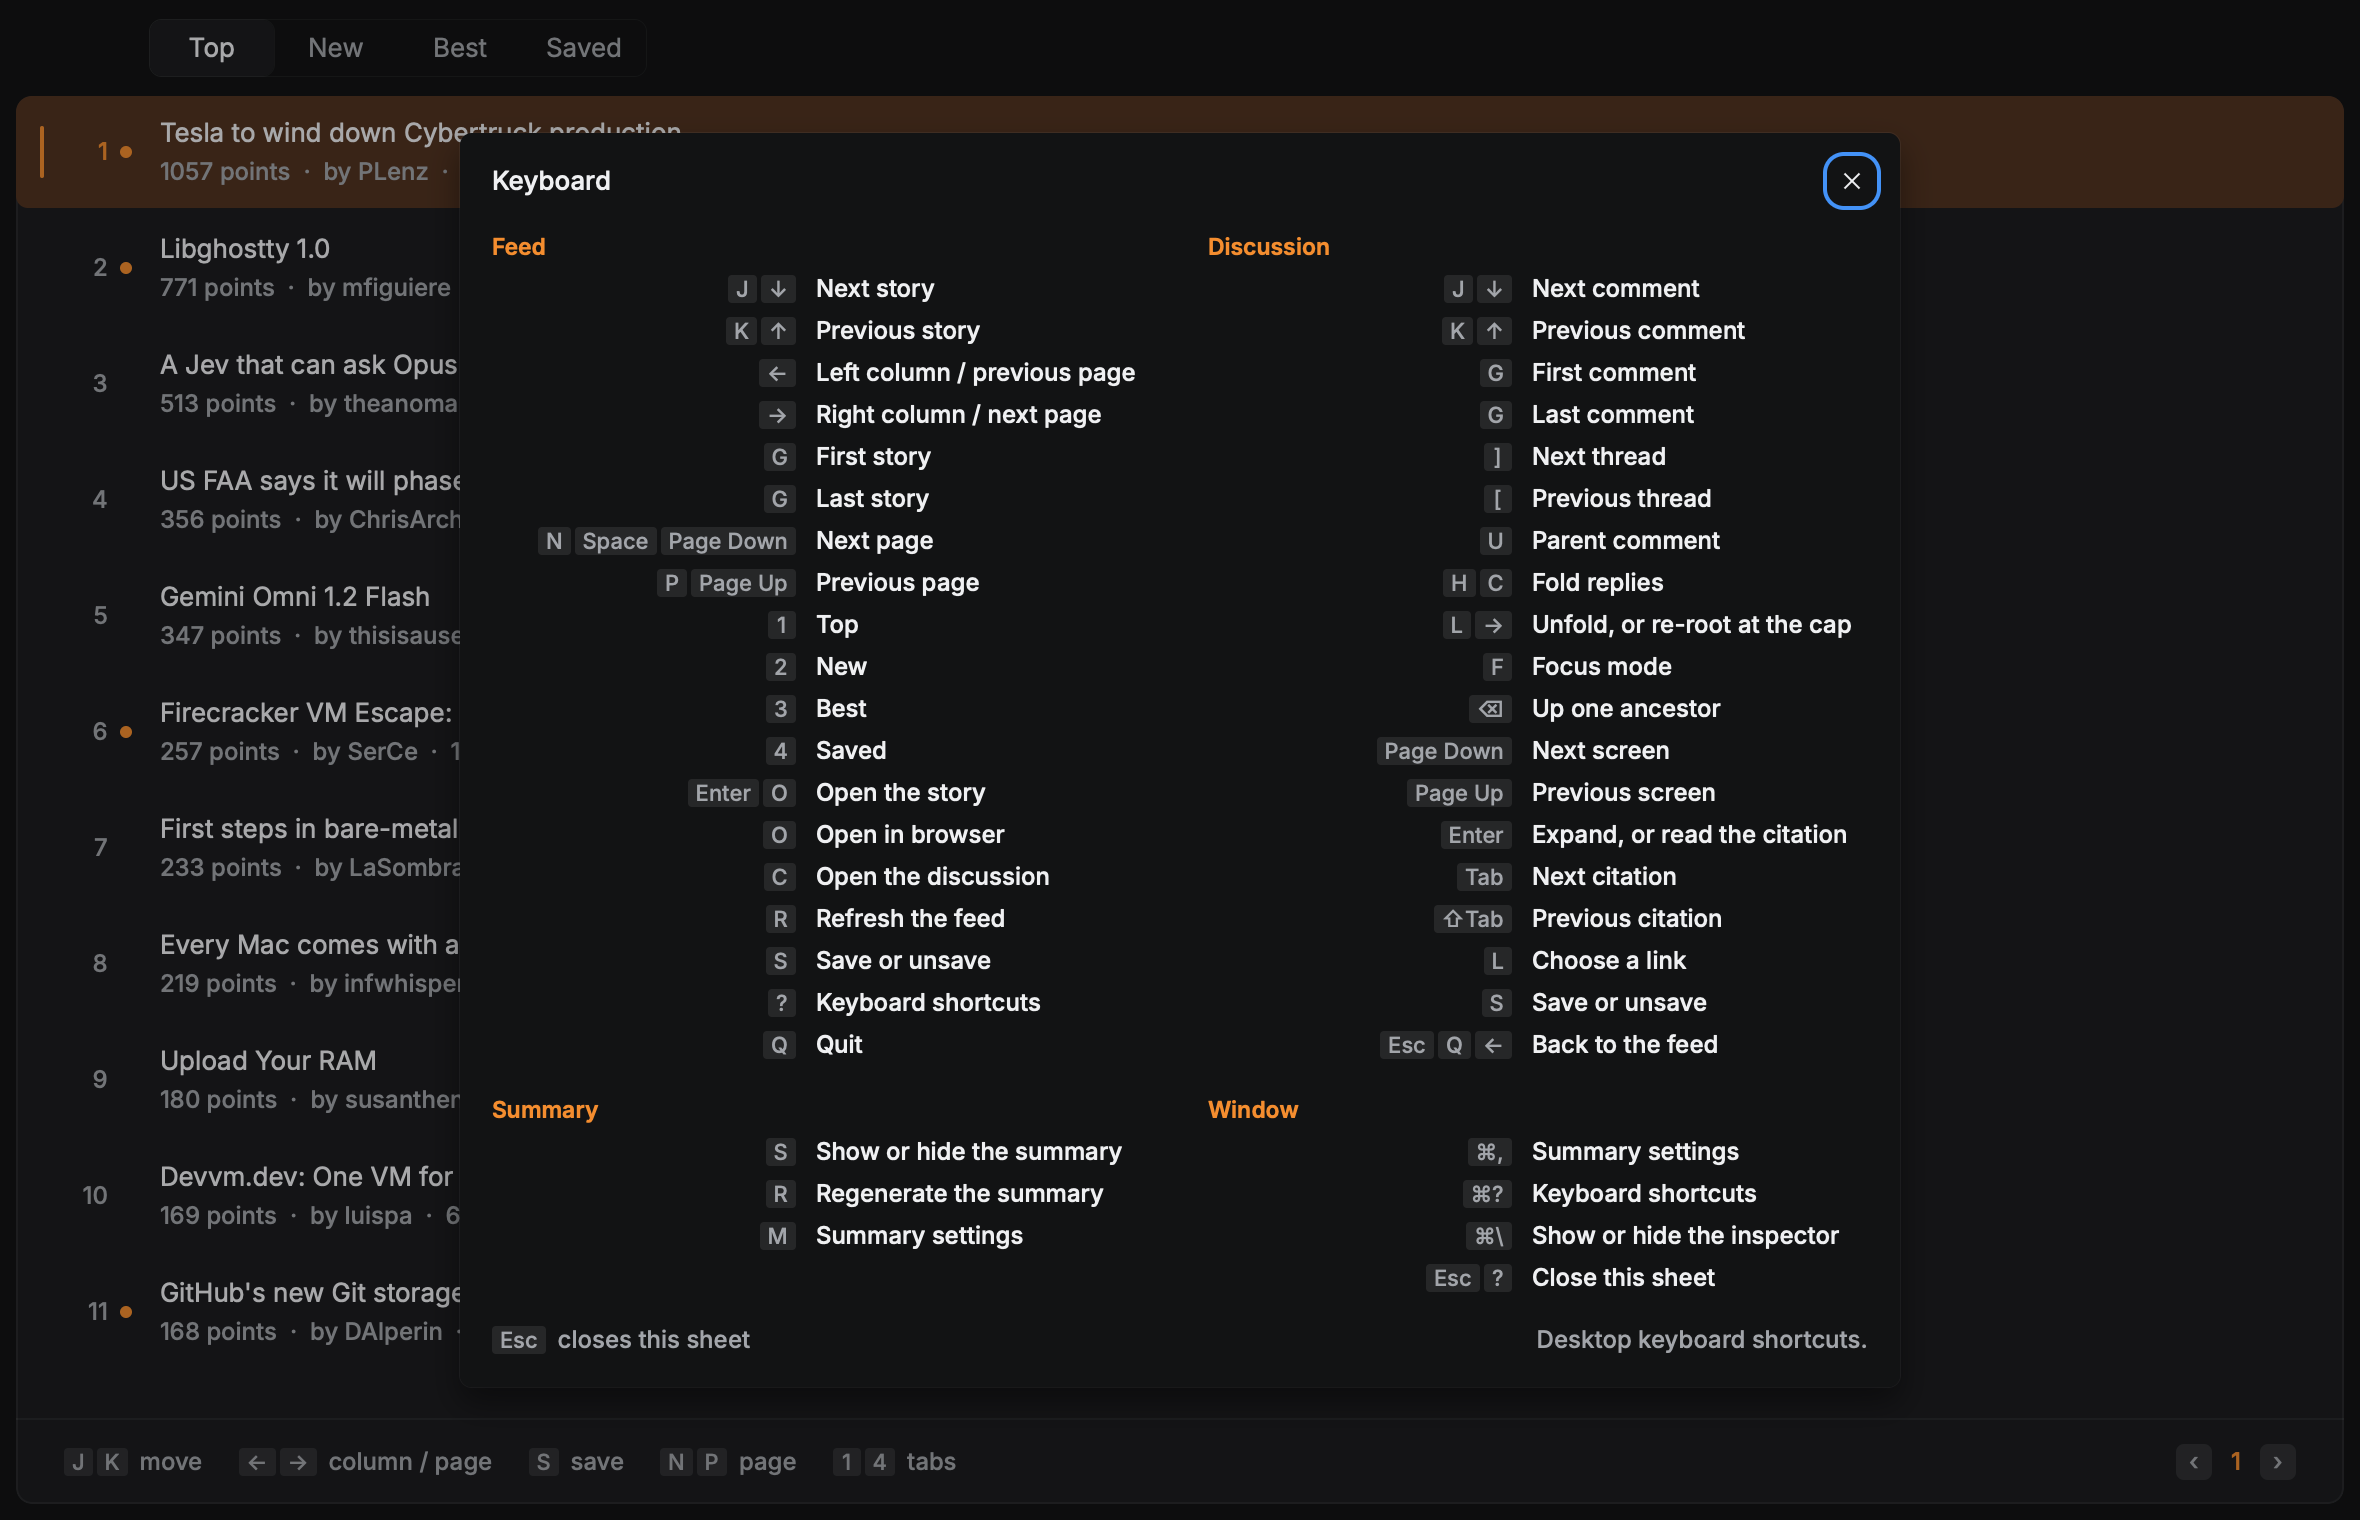 Top New Best Saved
1 Tesla to wind down Cybertruck production
1057 points · by PLenz ·
2 Libghostty 1.0
771 points · by mfiguiere
3 A Jev that can ask Opus
513 points · by theanoma
4 US FAA says it will phase
356 points · by ChrisArch
5 Gemini Omni 1.2 Flash
347 points · by thisisause
6 Firecracker VM Escape:
257 points · by SerCe · 1
7 First steps in bare-metal
233 points · by LaSombra
8 Every Mac comes with a
219 points · by infwhisper
9 Upload Your RAM
180 points · by susanthen
10 Devvm.dev: One VM for
169 points · by luispa · 6
11 GitHub's new Git storage
168 points · by DAlperin ·
Keyboard
Feed
J ↓ Next story
K ↑ Previous story
← Left column / previous page
→ Right column / next page
G First story
G Last story
N Space Page Down Next page
P Page Up Previous page
1 Top
2 New
3 Best
4 Saved
Enter O Open the story
O Open in browser
C Open the discussion
R Refresh the feed
S Save or unsave
? Keyboard shortcuts
Q Quit
Discussion
J ↓ Next comment
K ↑ Previous comment
G First comment
G Last comment
] Next thread
[ Previous thread
U Parent comment
H C Fold replies
L → Unfold, or re-root at the cap
F Focus mode
⌫ Up one ancestor
Page Down Next screen
Page Up Previous screen
Enter Expand, or read the citation
Tab Next citation
⇧Tab Previous citation
L Choose a link
S Save or unsave
Esc Q ← Back to the feed
Summary
S Show or hide the summary
R Regenerate the summary
M Summary settings
Window
⌘, Summary settings
⌘? Keyboard shortcuts
⌘\ Show or hide the inspector
Esc ? Close this sheet
Esc closes this sheet
Desktop keyboard shortcuts.
J K move ← → column / page S save N P page 1 4 tabs
‹ 1 ›